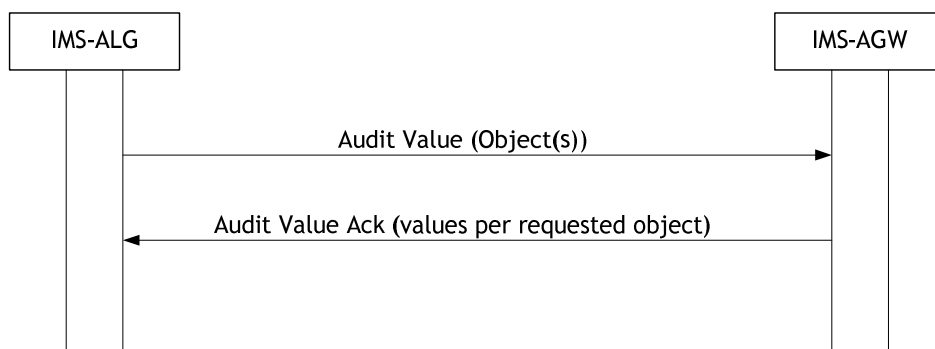 IMS-ALG
IMS-AGW
Audit Value (Object(s))
Audit Value Ack (values per requested object)